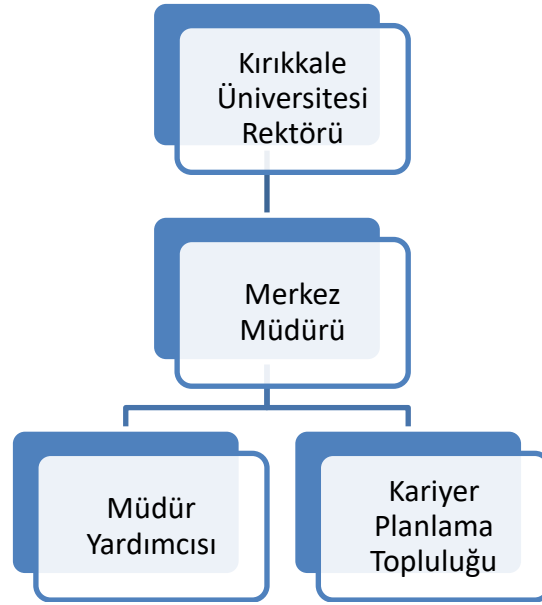 Kırıkkale
Üniversitesi
Rektörü
Merkez
Müdürü
Müdür
Yardımcısı
Kariyer
Planlama
Topluluğu